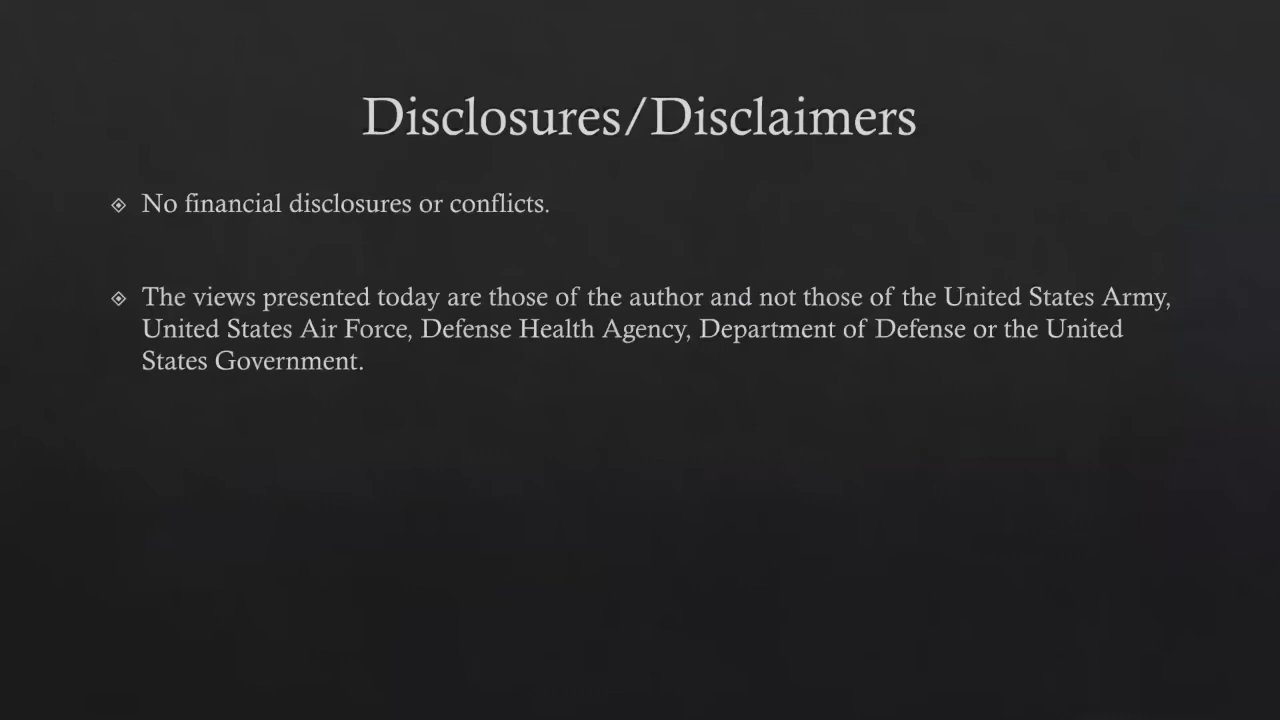 Disclosures/Disclaimers
No financial disclosures or conflicts.
The views presented today are those of the author and not those of the United States Army,
United States Air Force, Defense Health Agency, Department of Defense or the United
States Government.